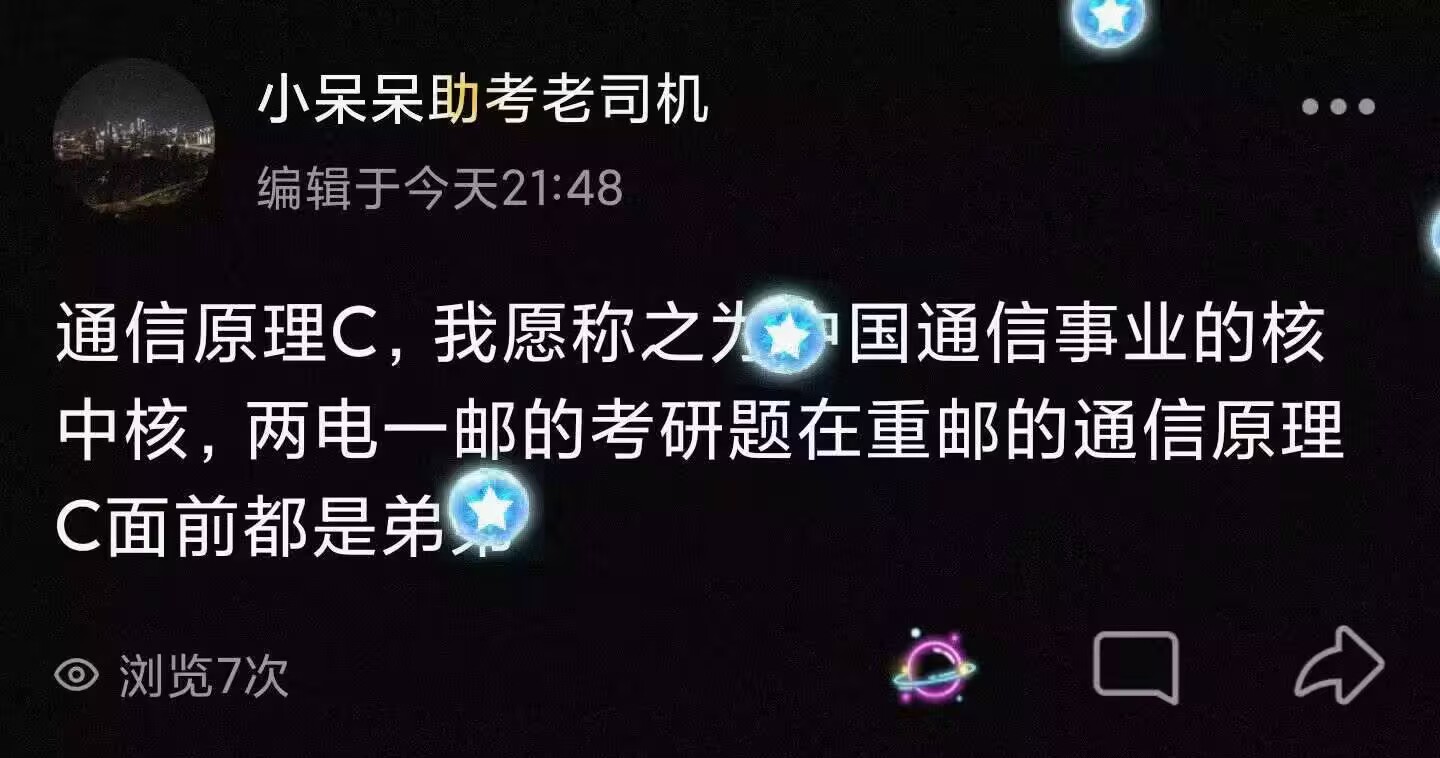 小呆呆助考老司机
编辑于今天21:48
通信原理C，我愿称之为中国通信事业的核
中核，两电一邮的考研题在重邮的通信原理
C面前都是弟弟
浏览7次